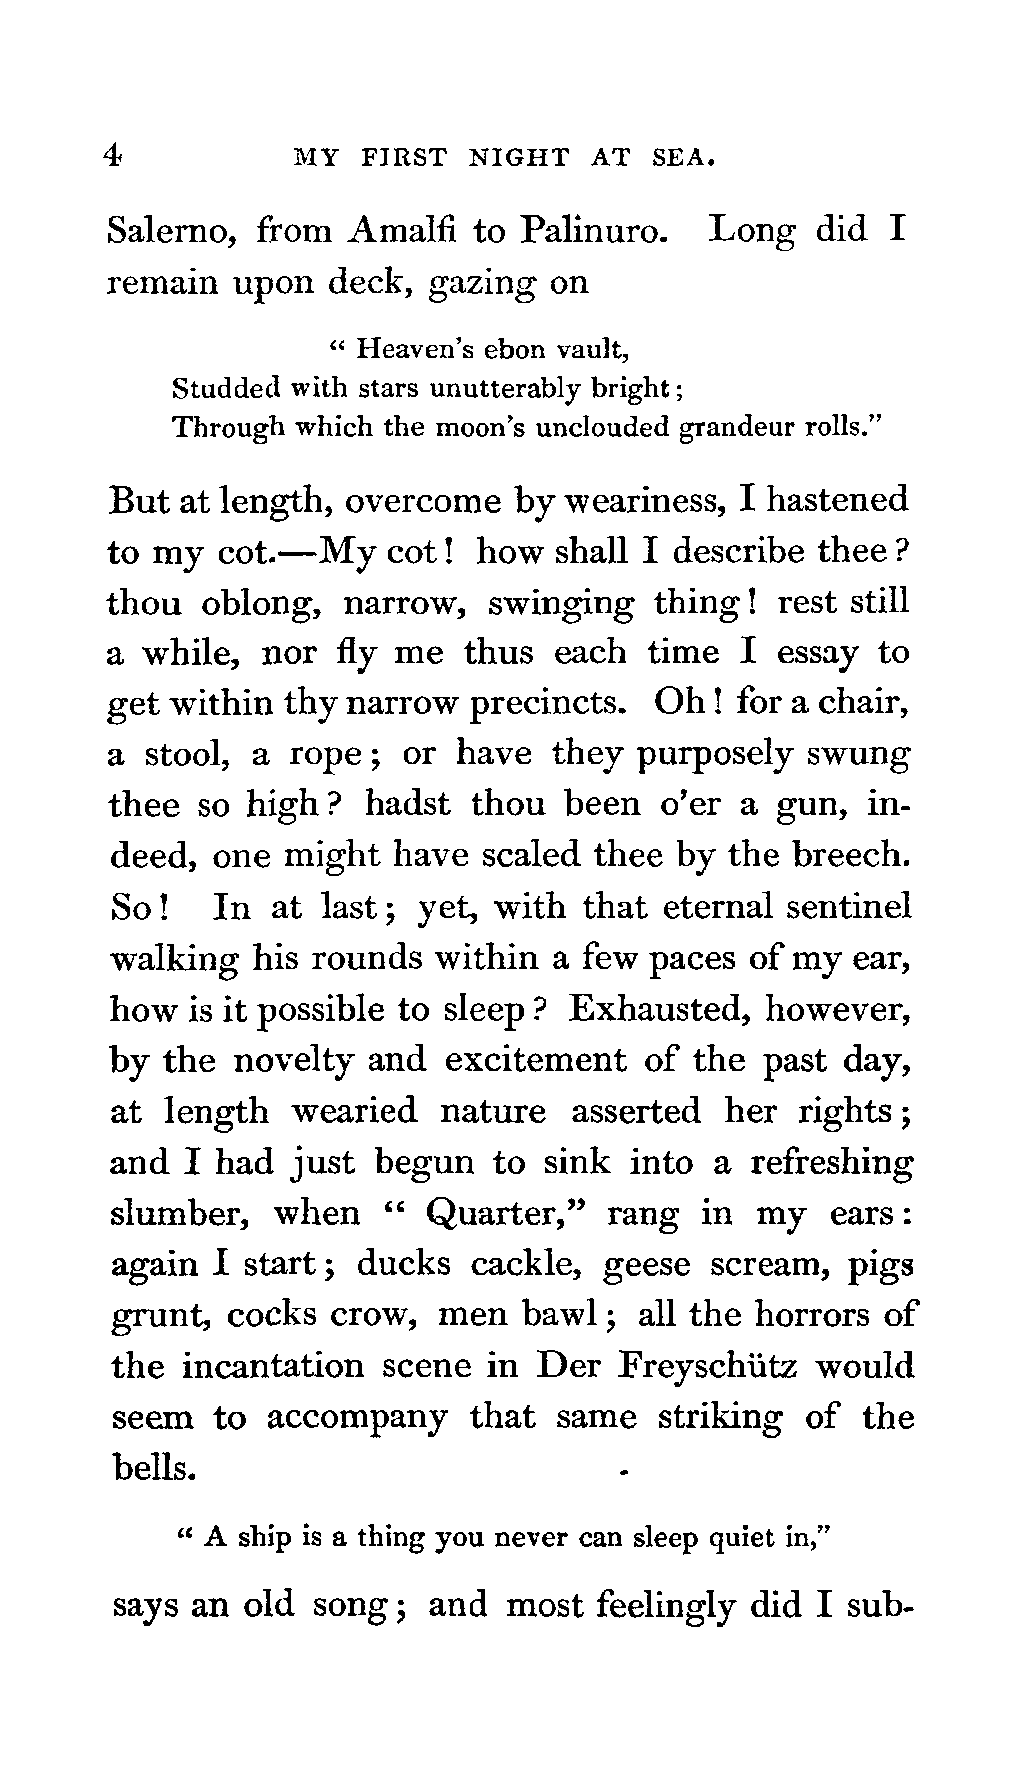 4 MY FIRST NIGHT AT SEA.
Salerno, from Amalfi to Palinuro. Long did I
remain upon deck, gazing on
“ Heaven’s ebon vault,
Studded with stars unutterably bright ;
Through which the moon’s unclouded grandeur rolls.”
But at length, overcome by weariness, I hastened
to my cot.—My cot ! how shall I describe thee ?
thou oblong, narrow, swinging thing ! rest still
a while, nor fly me thus each time I essay to
get within thy narrow precincts. Oh ! for a chair,
a stool, a rope ; or have they purposely swung
thee so high ? hadst thou been o’er a gun, in-
deed, one might have scaled thee by the breech.
So ! In at last ; yet, with that eternal sentinel
walking his rounds within a few paces of my ear,
how is it possible to sleep ? Exhausted, however,
by the novelty and excitement of the past day,
at length wearied nature asserted her rights ;
and I had just begun to sink into a refreshing
slumber, when “ Quarter,” rang in my ears :
again I start ; ducks cackle, geese scream, pigs
grunt, cocks crow, men bawl ; all the horrors of
the incantation scene in Der Freyschütz would
seem to accompany that same striking of the
bells.
“ A ship is a thing you never can sleep quiet in,”
says an old song ; and most feelingly did I sub-